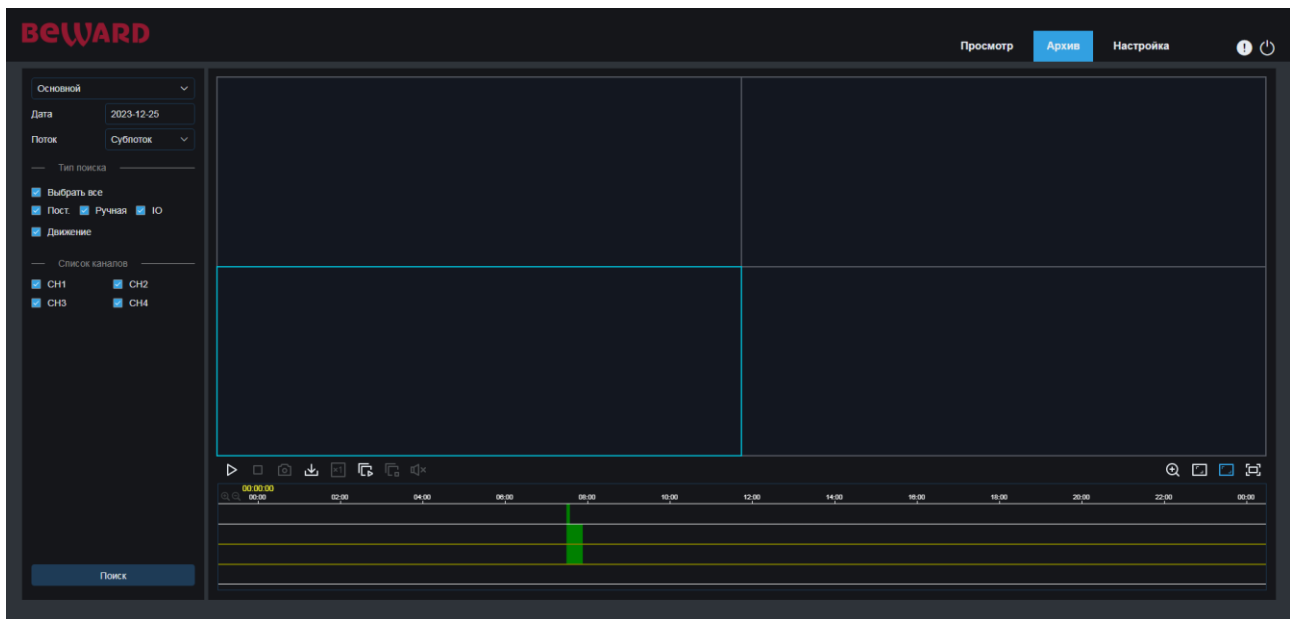 BEWARD
Просмотр Архив Настройка
Основной
Дата 2023-12-25
Поток Субпоток
Тип поиска
Выбрать все
Пост. Ручная IO
Движение
Список каналов
CH1 CH2
CH3 CH4
×1
00:00:00
00:00 02:00 04:00 06:00 08:00 10:00 12:00 14:00 16:00 18:00 20:00 22:00 00:00
Поиск